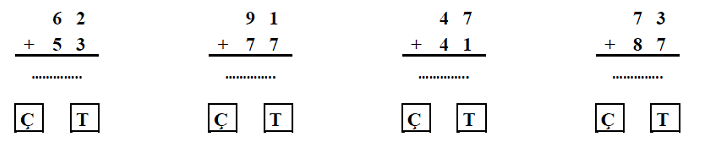 6 2 9 1 4 7 7 3
+ 5 3 + 7 7 + 4 1 + 8 7
.............. .............. .............. ..............
Ç T Ç T Ç T Ç T